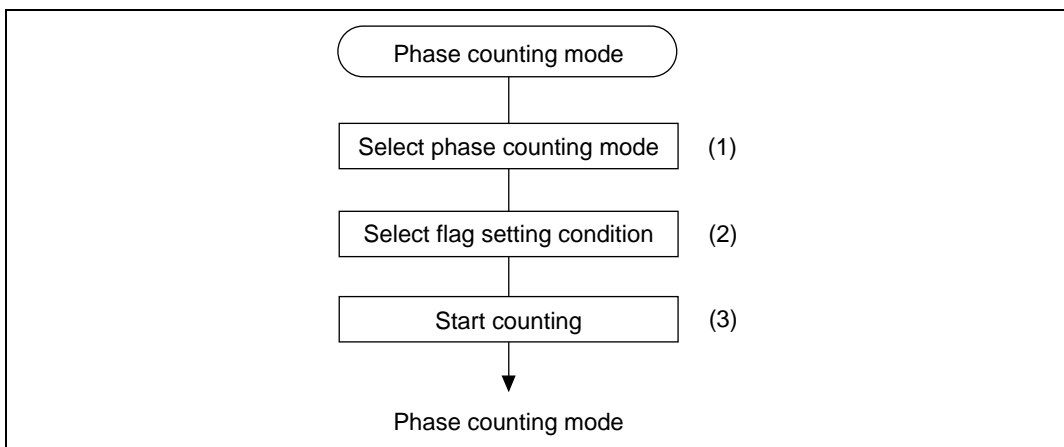 Phase counting mode
Select phase counting mode (1)
Select flag setting condition (2)
Start counting (3)
Phase counting mode